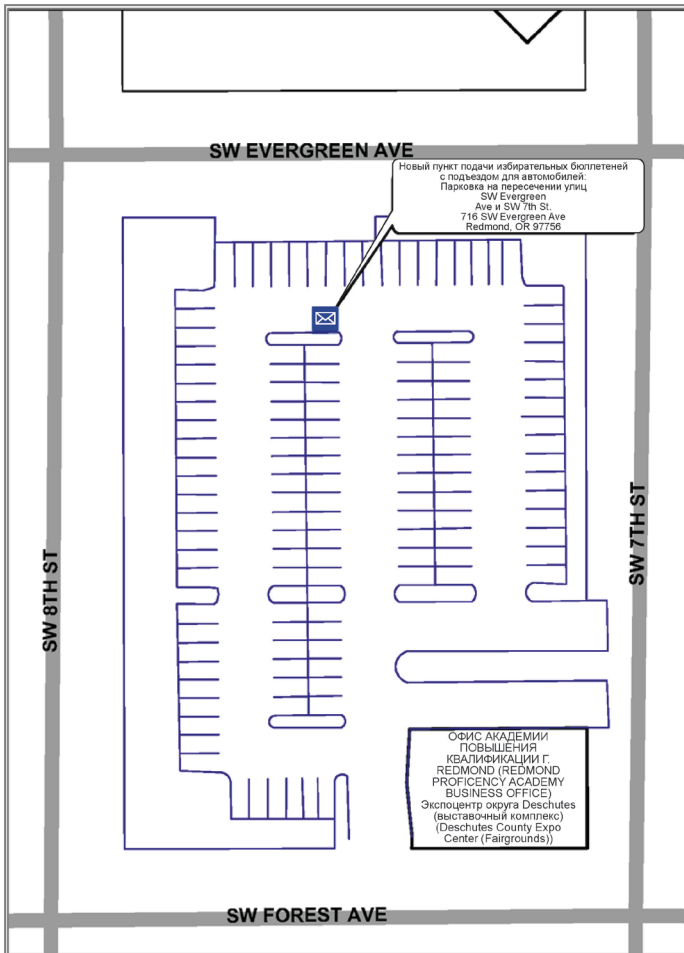 SW EVERGREEN AVE
Новый пункт подачи избирательных бюллетеней
с подъездом для автомобилей:
Парковка на пересечении улиц
SW Evergreen
Ave и SW 7th St.
716 SW Evergreen Ave
Redmond, OR 97756
SW 8TH ST
SW 7TH ST
ОФИС АКАДЕМИИ
ПОВЫШЕНИЯ
КВАЛИФИКАЦИИ Г.
REDMOND (REDMOND
PROFICENCY ACADEMY
BUSINESS OFFICE)
Экспоцентр округа Deschutes
(выставочный комплекс)
(Deschutes County Expo
Center (Fairgrounds))
SW FOREST AVE